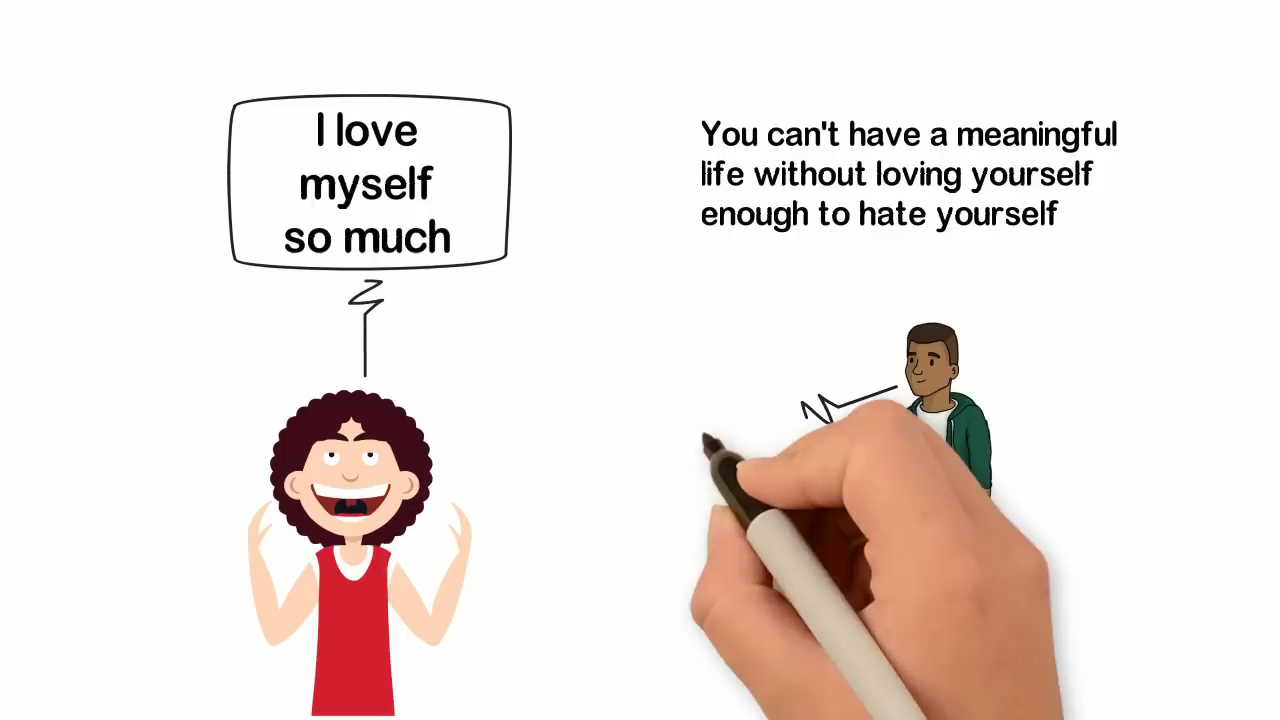 I love
myself
so much
You can't have a meaningful
life without loving yourself
enough to hate yourself